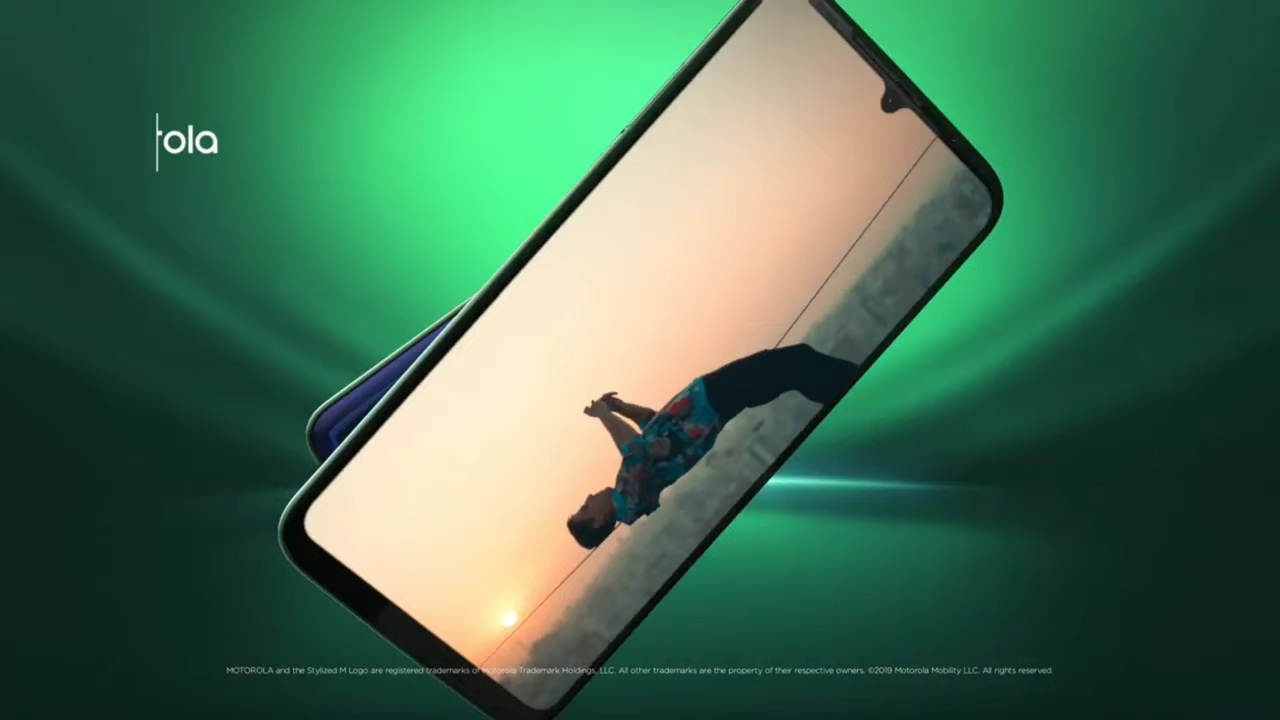 tola
MOTOROLA and the Stylized M Logo are registered trademarks of Motorola Trademark Holdings, LLC. All other trademarks are the property of their respective owners. ©2019 Motorola Mobility LLC. All rights reserved.